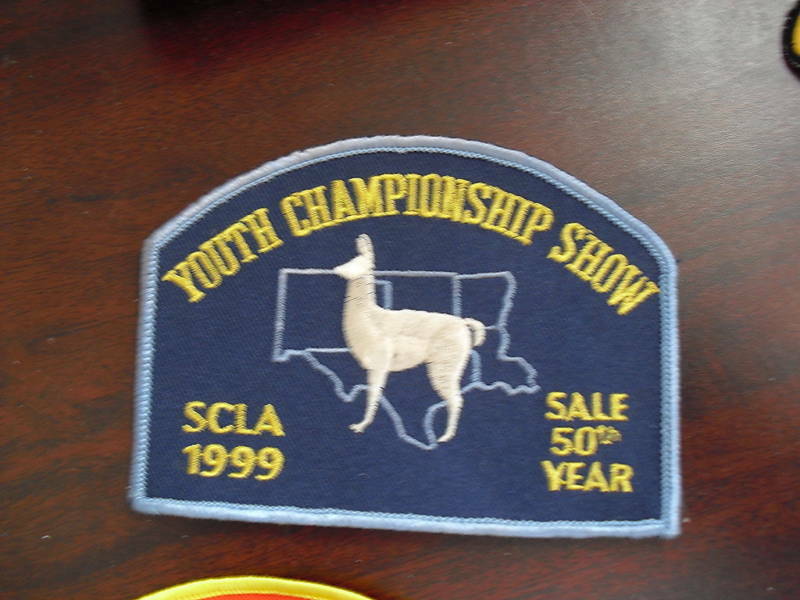 YOUTH CHAMPIONSHIP SHOW
SCLA
1999
SALE
50th
YEAR